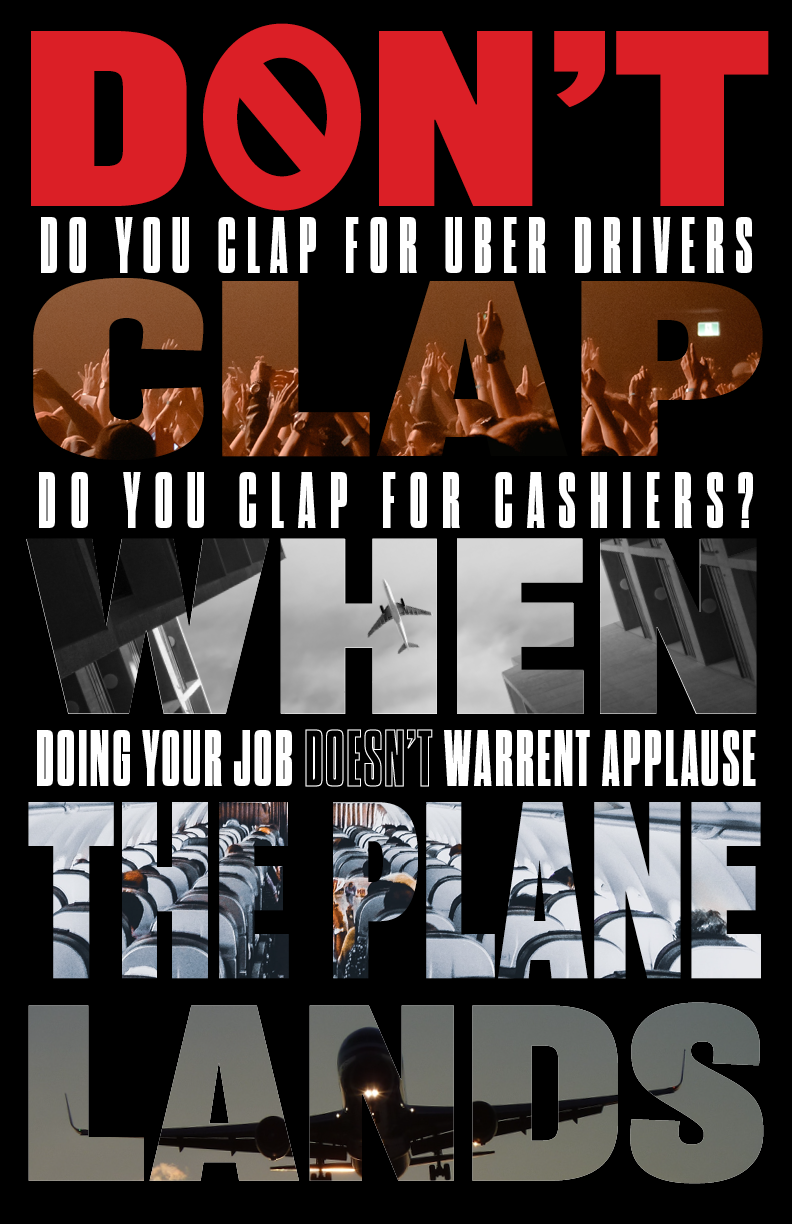 DON'T
DO YOU CLAP FOR UBER DRIVERS
CLAP
DO YOU CLAP FOR CASHIERS?
WHEN
DOING YOUR JOB DOESN'T WARRENT APPLAUSE
THE PLANE
LANDS